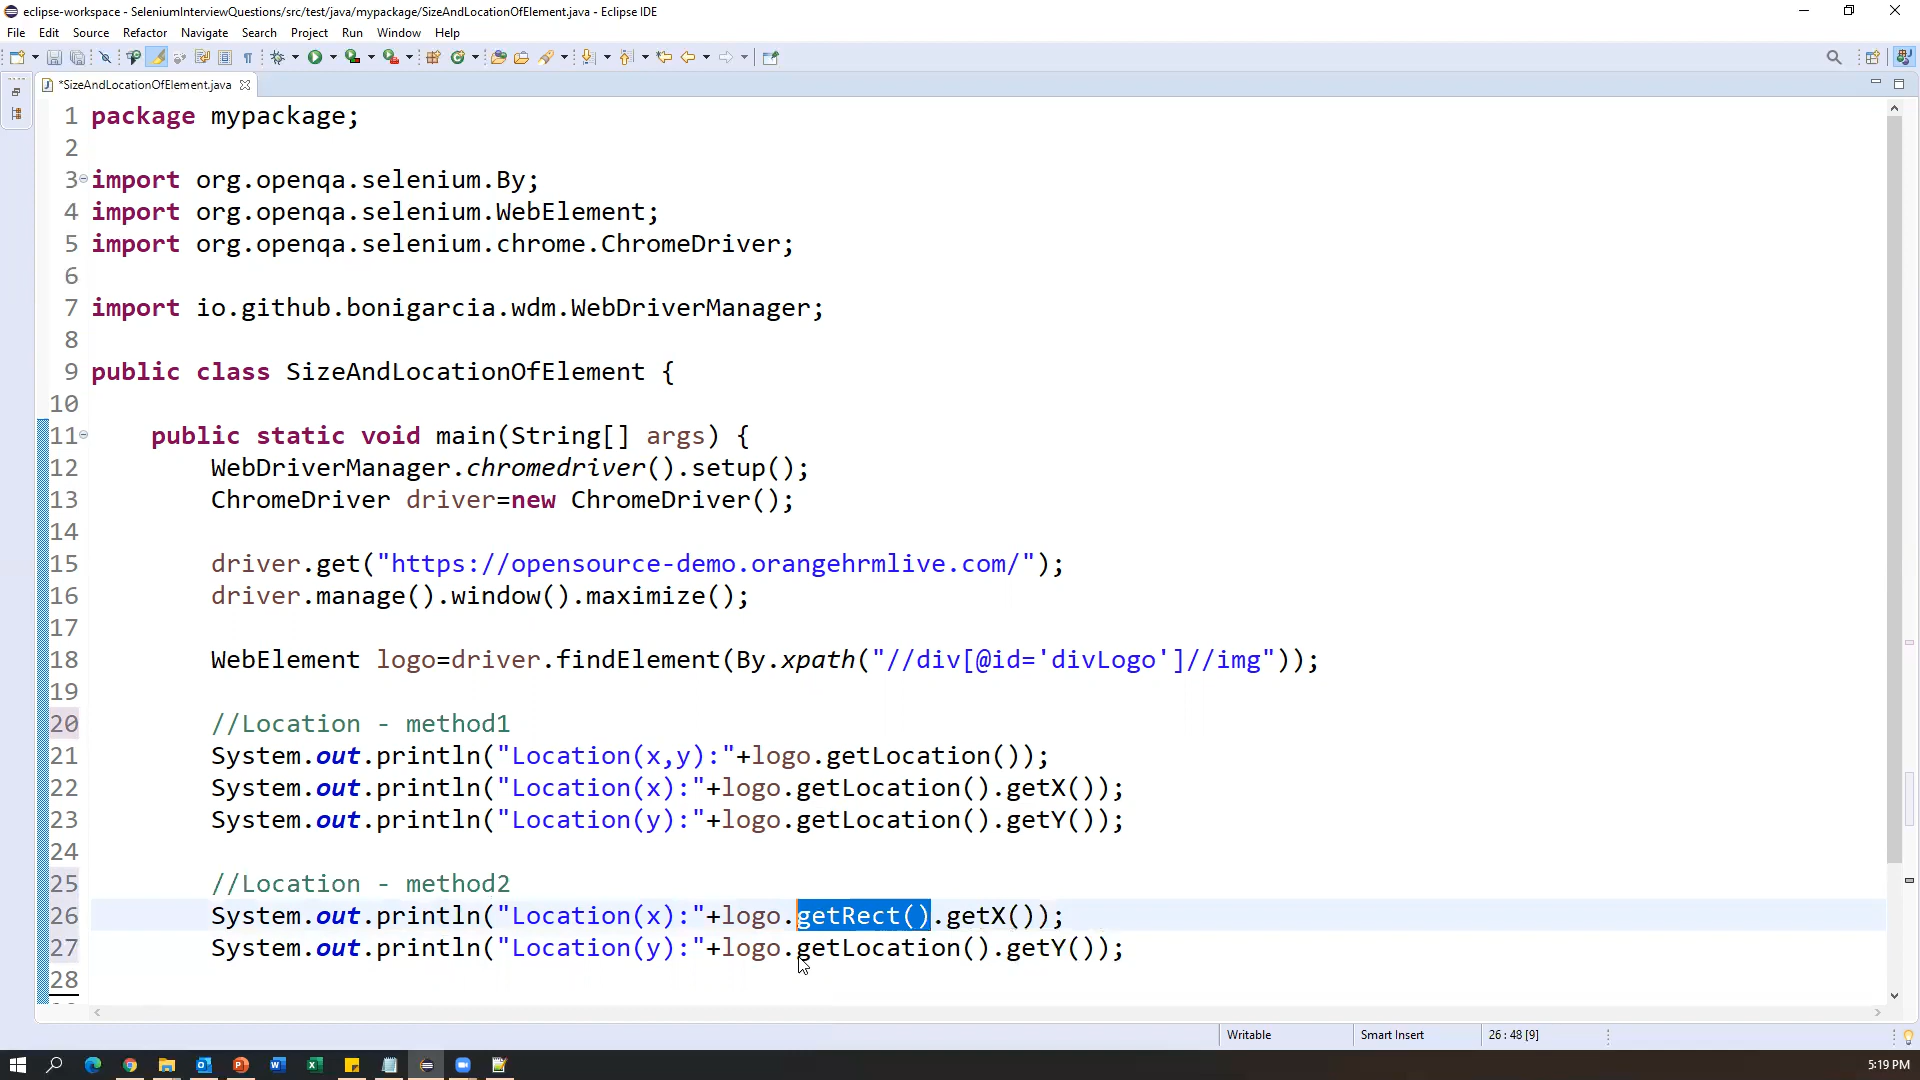 eclipse-workspace - SeleniumInterviewQuestions/src/test/java/mypackage/SizeAndLocationOfElement.java - Eclipse IDE
File Edit Source Refactor Navigate Search Project Run Window Help
*SizeAndLocationOfElement.java
1 package mypackage;
2
3 import org.openqa.selenium.By;
4 import org.openqa.selenium.WebElement;
5 import org.openqa.selenium.chrome.ChromeDriver;
6
7 import io.github.bonigarcia.wdm.WebDriverManager;
8
9 public class SizeAndLocationOfElement {
10
11 public static void main(String[] args) {
12 WebDriverManager.chromedriver().setup();
13 ChromeDriver driver=new ChromeDriver();
14
15 driver.get("https://opensource-demo.orangehrmlive.com/");
16 driver.manage().window().maximize();
17
18 WebElement logo=driver.findElement(By.xpath("//div[@id='divLogo']//img"));
19
20 //Location - method1
21 System.out.println("Location(x,y):"+logo.getLocation());
22 System.out.println("Location(x):"+logo.getLocation().getX());
23 System.out.println("Location(y):"+logo.getLocation().getY());
24
25 //Location - method2
26 System.out.println("Location(x):"+logo.getRect().getX());
27 System.out.println("Location(y):"+logo.getLocation().getY());
28
Writable Smart Insert 26 : 48 [9]
5:19 PM